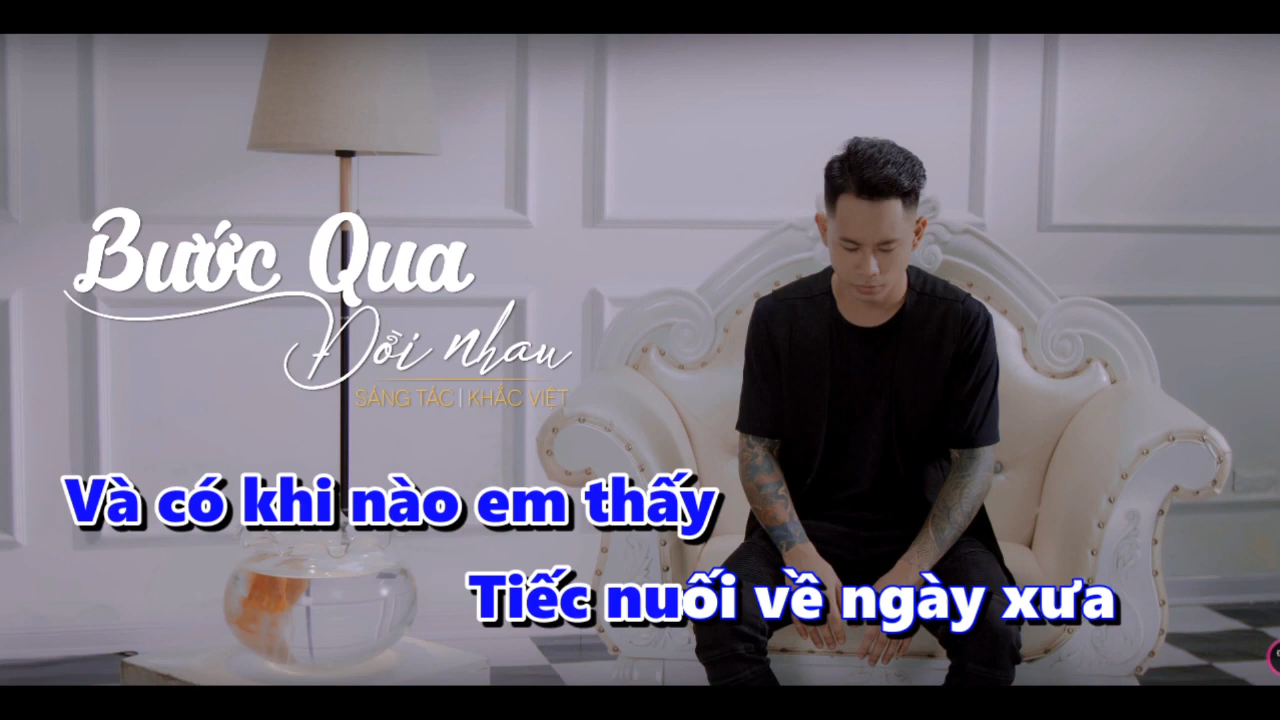 Bước Qua
Đời nhau
SÁNG TÁC | KHẮC VIỆT
Và có khi nào em thấy
Tiếc nuối về ngày xưa